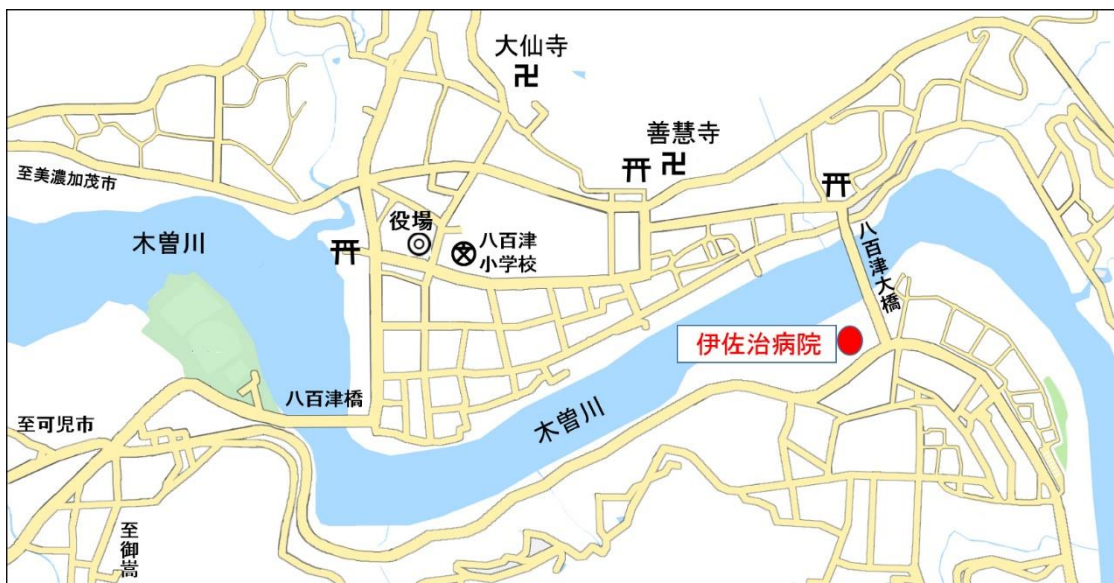 大仙寺
善慧寺
至美濃加茂市
役場
木曽川
八百津
小学校
八百津大橋
伊佐治病院
八百津橋
木曽川
至可児市
至御嵩